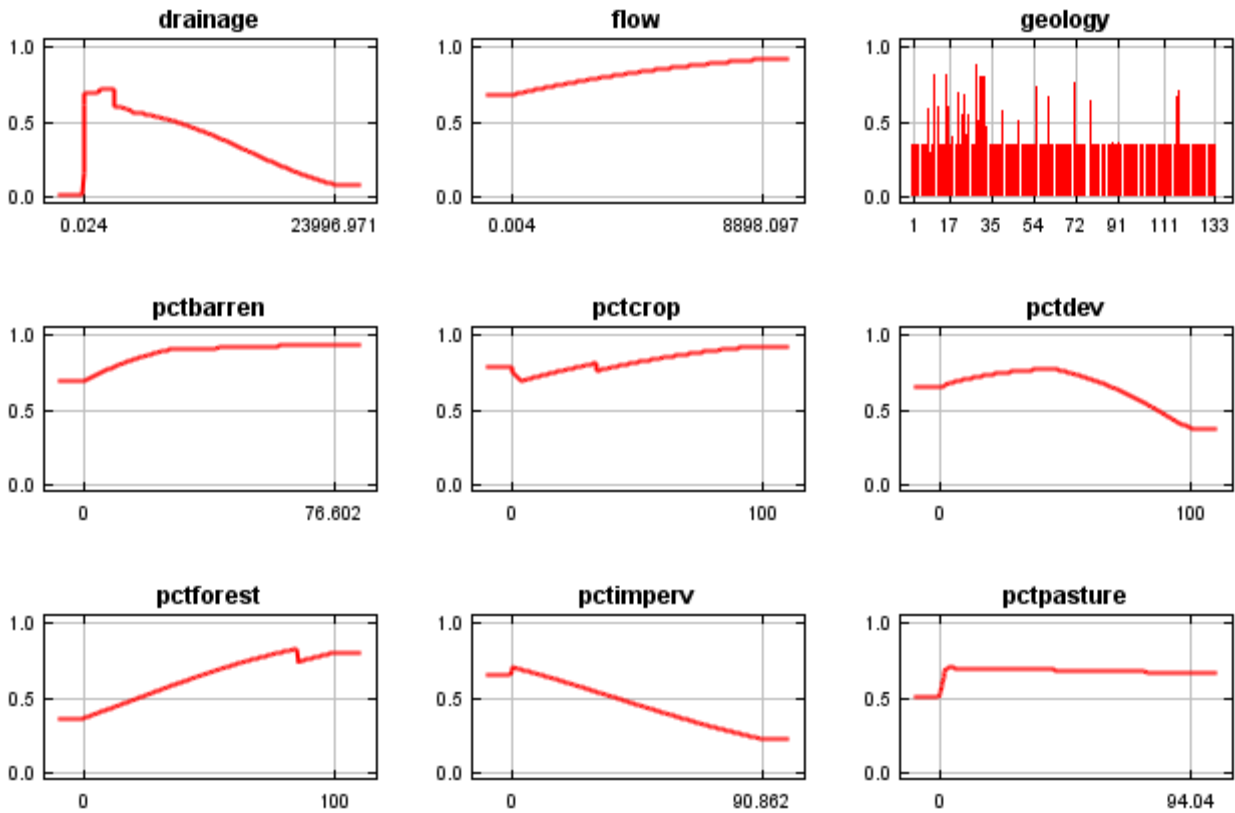 drainage flow geology
1.0 1.0 1.0
0.5 0.5 0.5
0.0 0.0 0.0
0.024 23996.971 0.004 8898.097 1 17 35 54 72 91 111 133
pctbarren pctcrop pctdev
1.0 1.0 1.0
0.5 0.5 0.5
0.0 0.0 0.0
0 76.602 0 100 0 100
pctforest pctimperv pctpasture
1.0 1.0 1.0
0.5 0.5 0.5
0.0 0.0 0.0
0 100 0 90.862 0 94.04